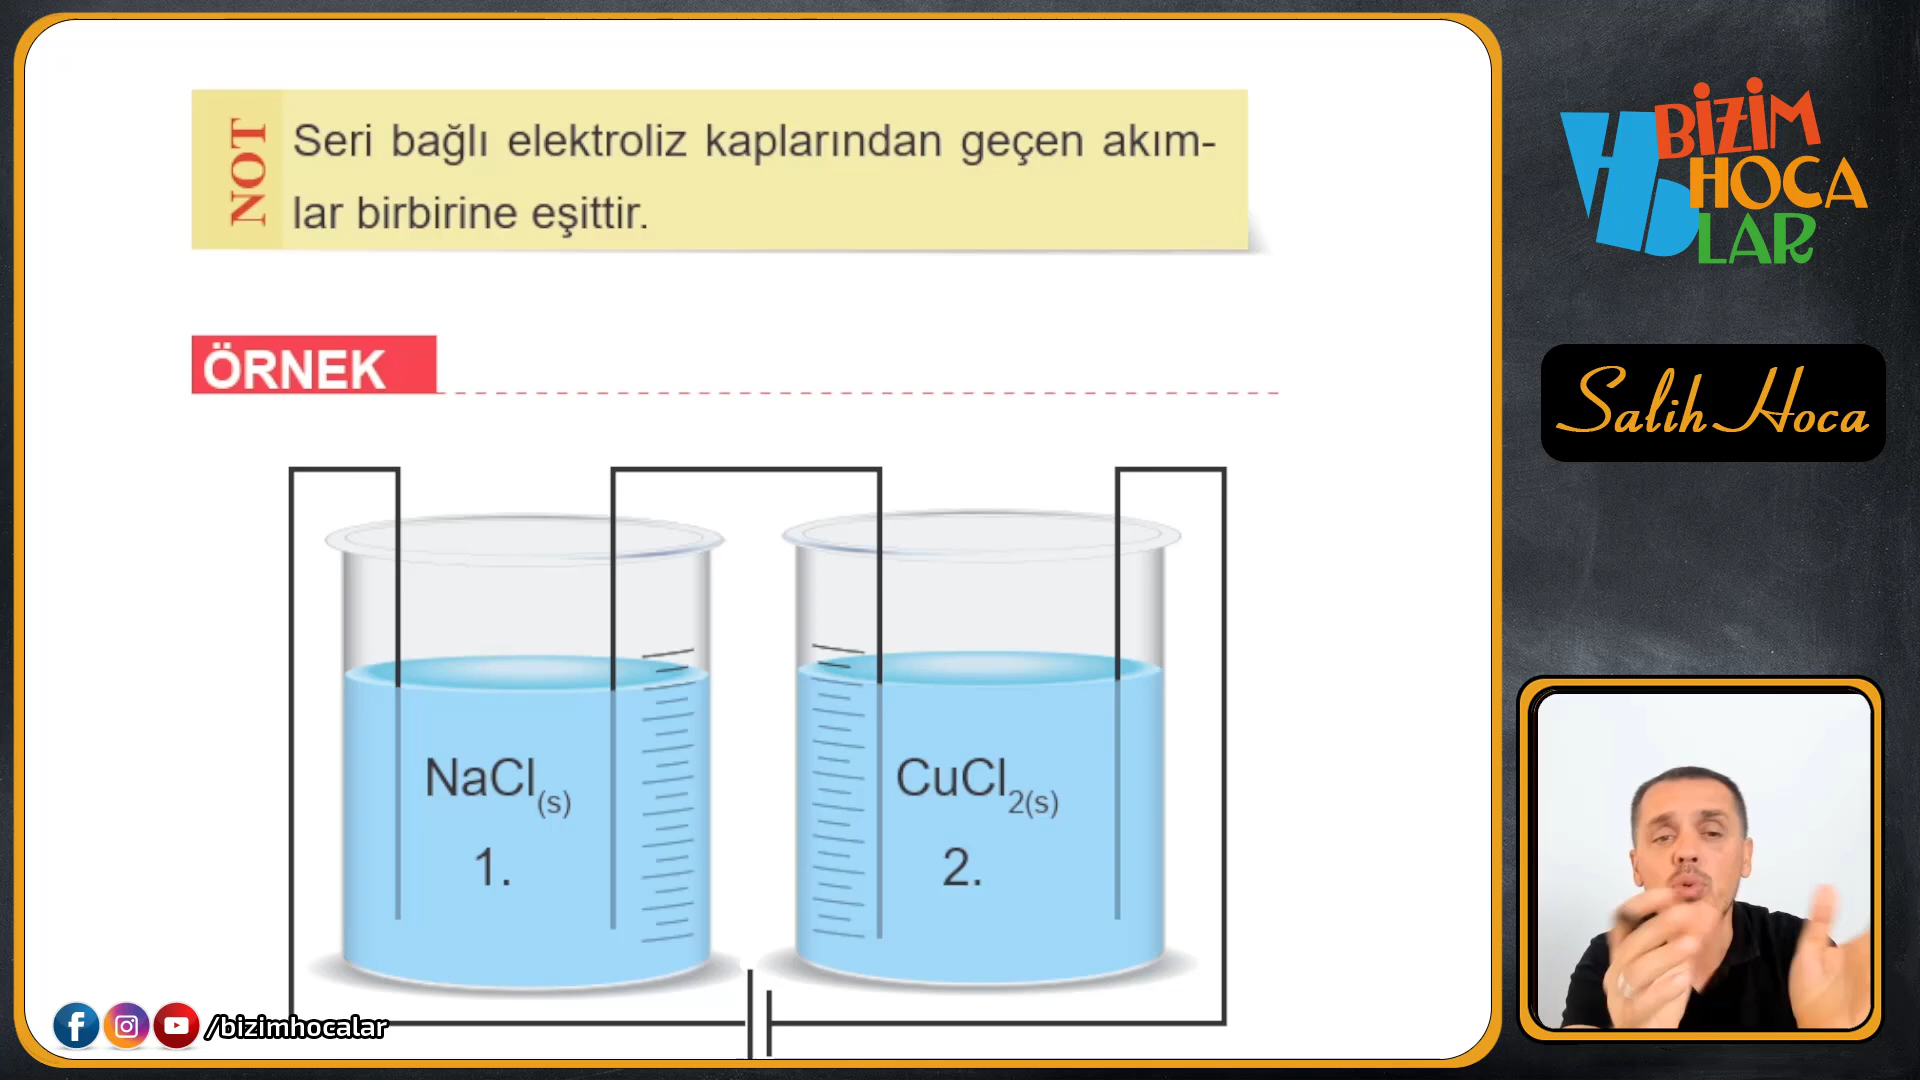 NOT
Seri bağlı elektroliz kaplarından geçen akım-
lar birbirine eşittir.
ÖRNEK
NaCl(s)
1.
CuCl2(s)
2.
/bizimhocalar
BİZİM
HOCA
LAR
Salih Hoca